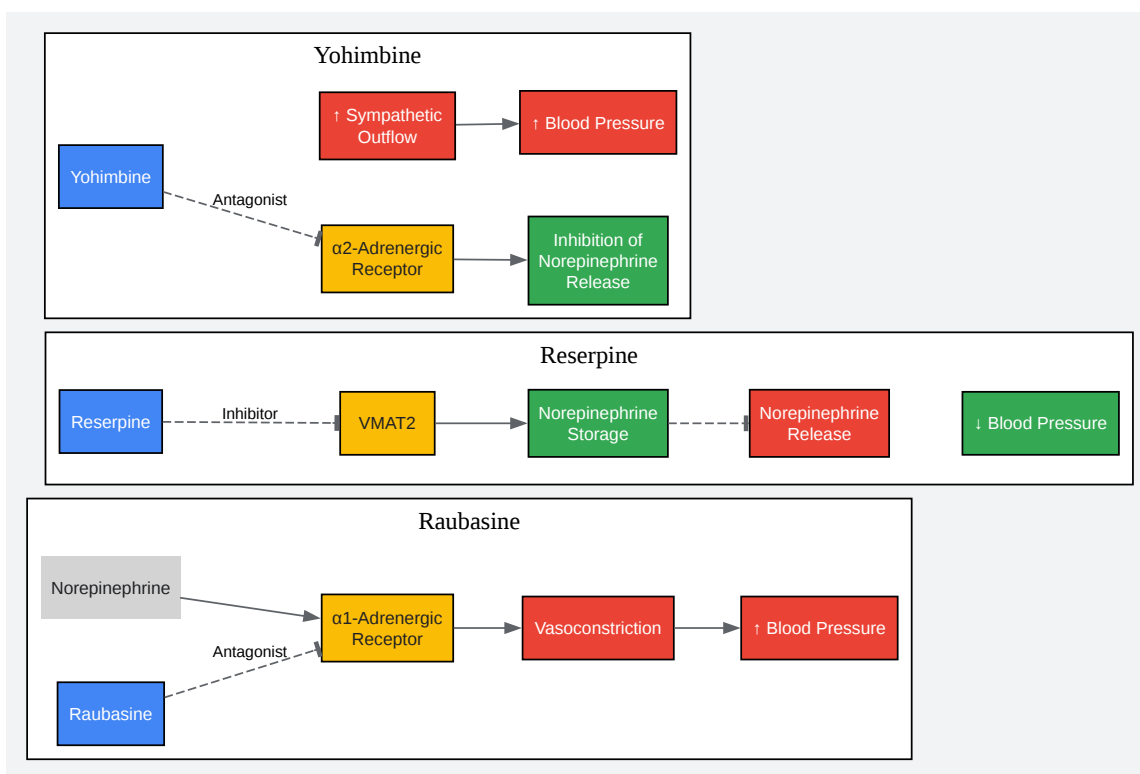 Yohimbine
↑ Sympathetic
Outflow
↑ Blood Pressure
Yohimbine
Antagonist
α2-Adrenergic
Receptor
Inhibition of
Norepinephrine
Release
Reserpine
Reserpine
Inhibitor
VMAT2
Norepinephrine
Storage
Norepinephrine
Release
↓ Blood Pressure
Raubasine
Norepinephrine
α1-Adrenergic
Receptor
Vasoconstriction
↑ Blood Pressure
Antagonist
Raubasine